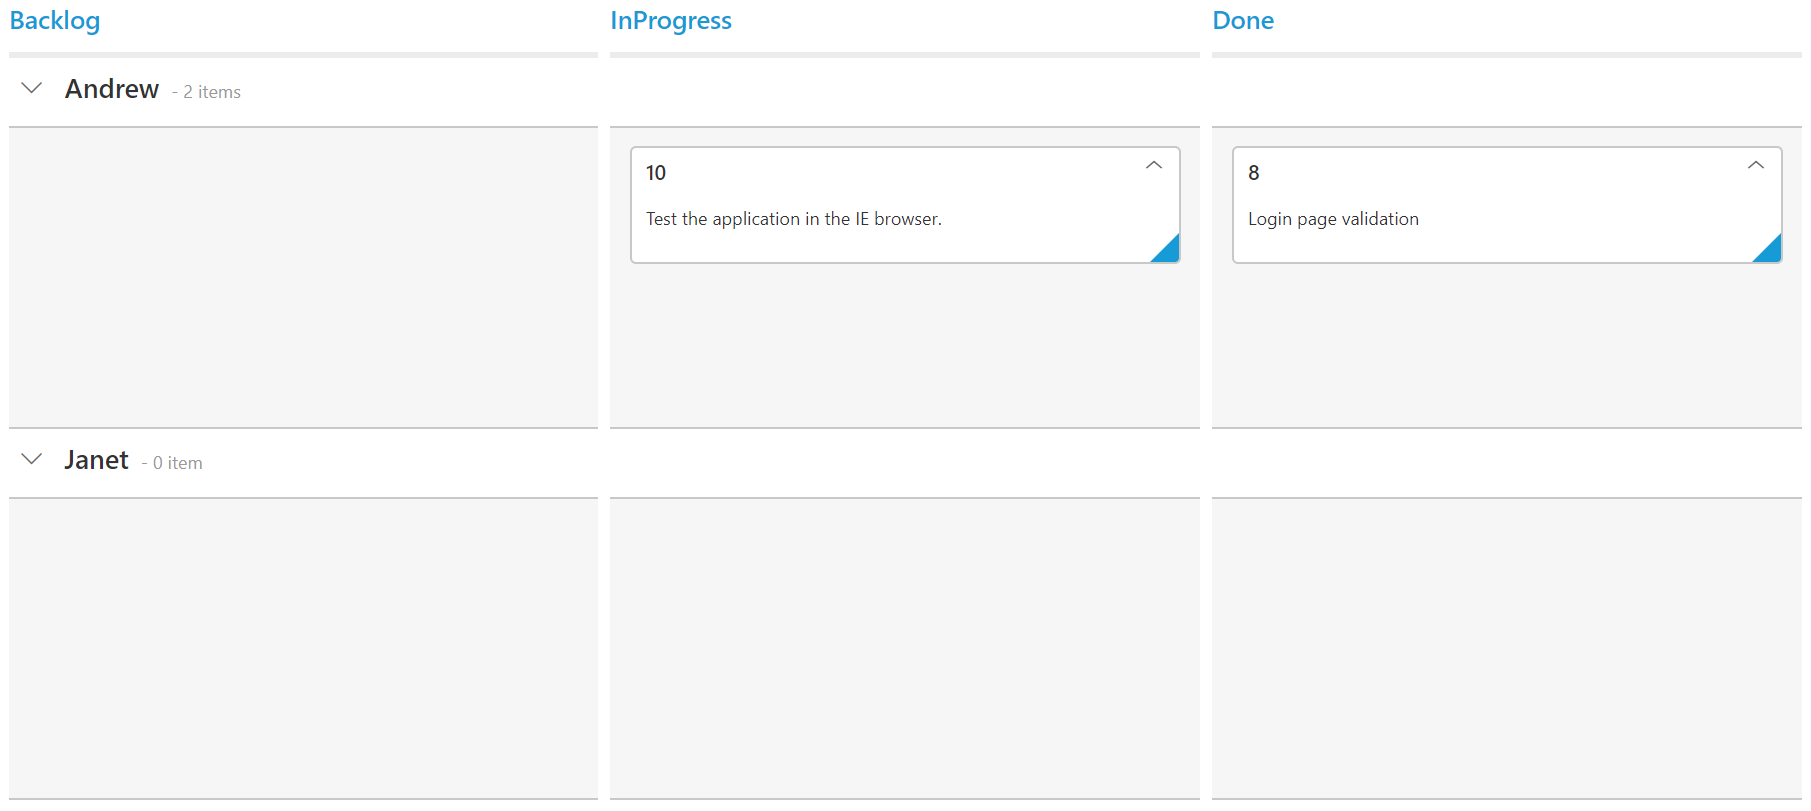 Backlog
InProgress
Done
Andrew - 2 items
10
Test the application in the IE browser.
8
Login page validation
Janet - 0 item